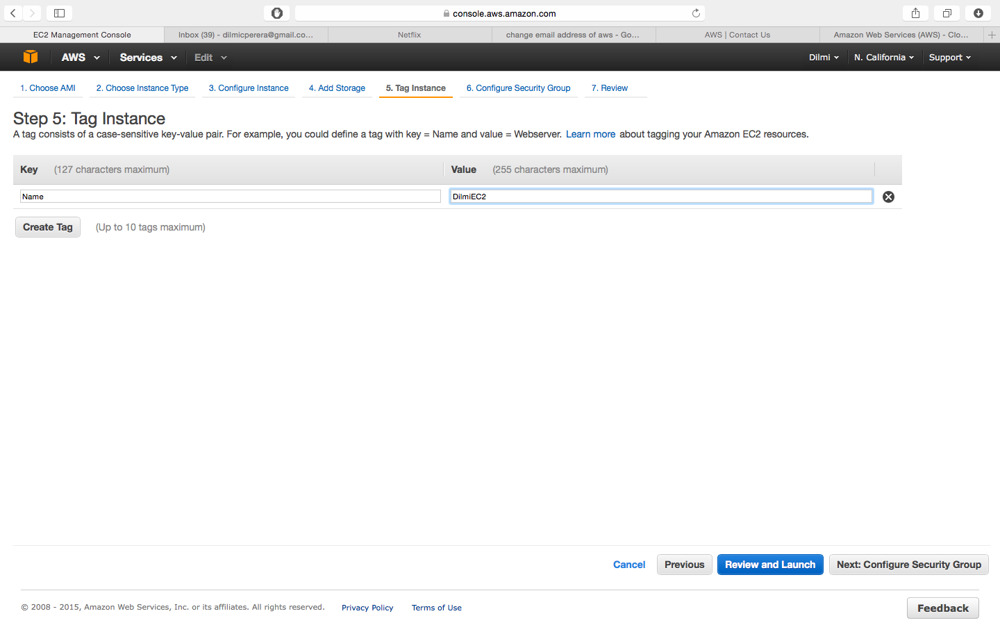 console.aws.amazon.com
EC2 Management Console
Inbox (39) - dilmicperera@gmail.co...
Netflix
change email address of aws - Go...
AWS | Contact Us
Amazon Web Services (AWS) - Clo...
AWS
Services
Edit
Dilmi
N. California
Support
1. Choose AMI
2. Choose Instance Type
3. Configure Instance
4. Add Storage
5. Tag Instance
6. Configure Security Group
7. Review
Step 5: Tag Instance
A tag consists of a case-sensitive key-value pair. For example, you could define a tag with key = Name and value = Webserver. Learn more about tagging your Amazon EC2 resources.
Key (127 characters maximum)
Value (255 characters maximum)
Name
DilmiEC2
Create Tag
(Up to 10 tags maximum)
Cancel
Previous
Review and Launch
Next: Configure Security Group
© 2008 - 2015, Amazon Web Services, Inc. or its affiliates. All rights reserved.
Privacy Policy
Terms of Use
Feedback